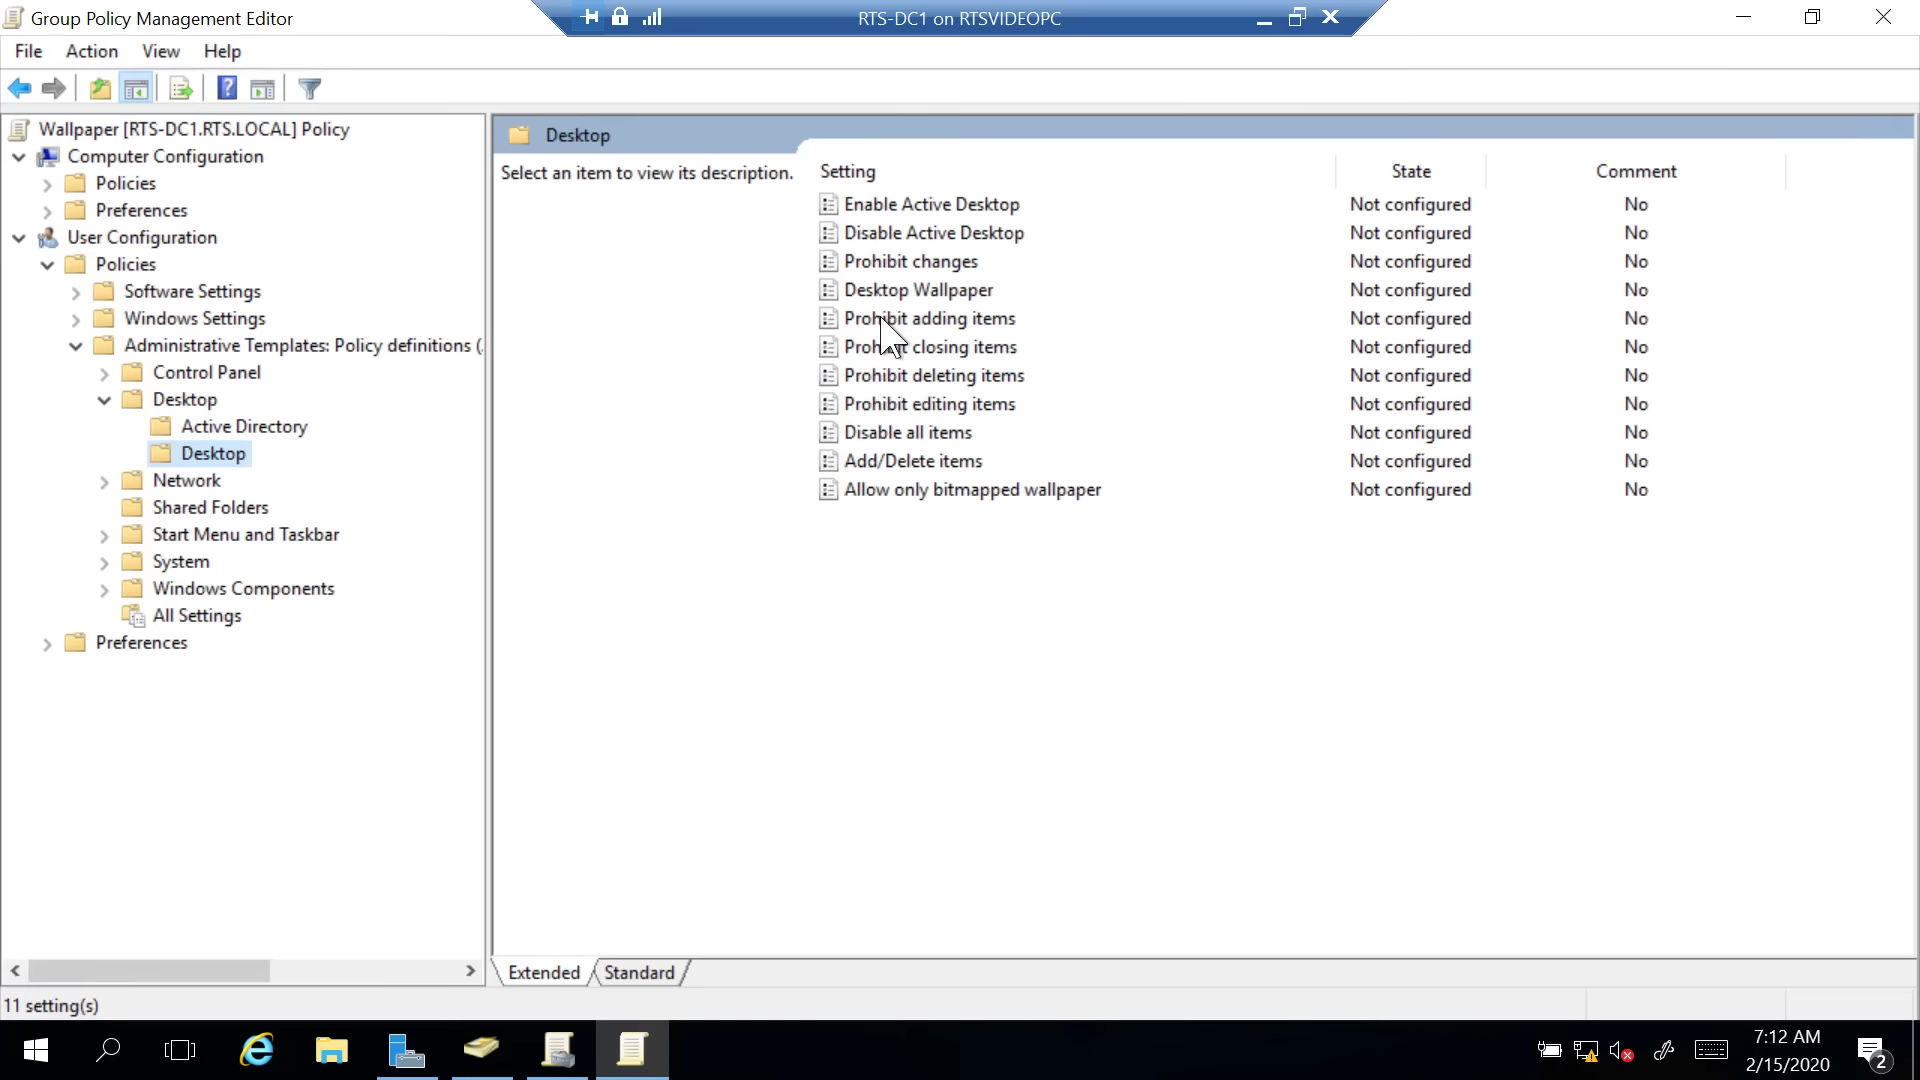 Group Policy Management Editor
RTS-DC1 on RTSVIDEOPC
File Action View Help
Wallpaper [RTS-DC1.RTS.LOCAL] Policy
Computer Configuration
Policies
Preferences
User Configuration
Policies
Software Settings
Windows Settings
Administrative Templates: Policy definitions (
Control Panel
Desktop
Active Directory
Desktop
Network
Shared Folders
Start Menu and Taskbar
System
Windows Components
All Settings
Preferences
Desktop
Select an item to view its description.
Setting State Comment
Enable Active Desktop Not configured No
Disable Active Desktop Not configured No
Prohibit changes Not configured No
Desktop Wallpaper Not configured No
Prohibit adding items Not configured No
Prohibit closing items Not configured No
Prohibit deleting items Not configured No
Prohibit editing items Not configured No
Disable all items Not configured No
Add/Delete items Not configured No
Allow only bitmapped wallpaper Not configured No
Extended Standard
11 setting(s)
7:12 AM
2/15/2020
2